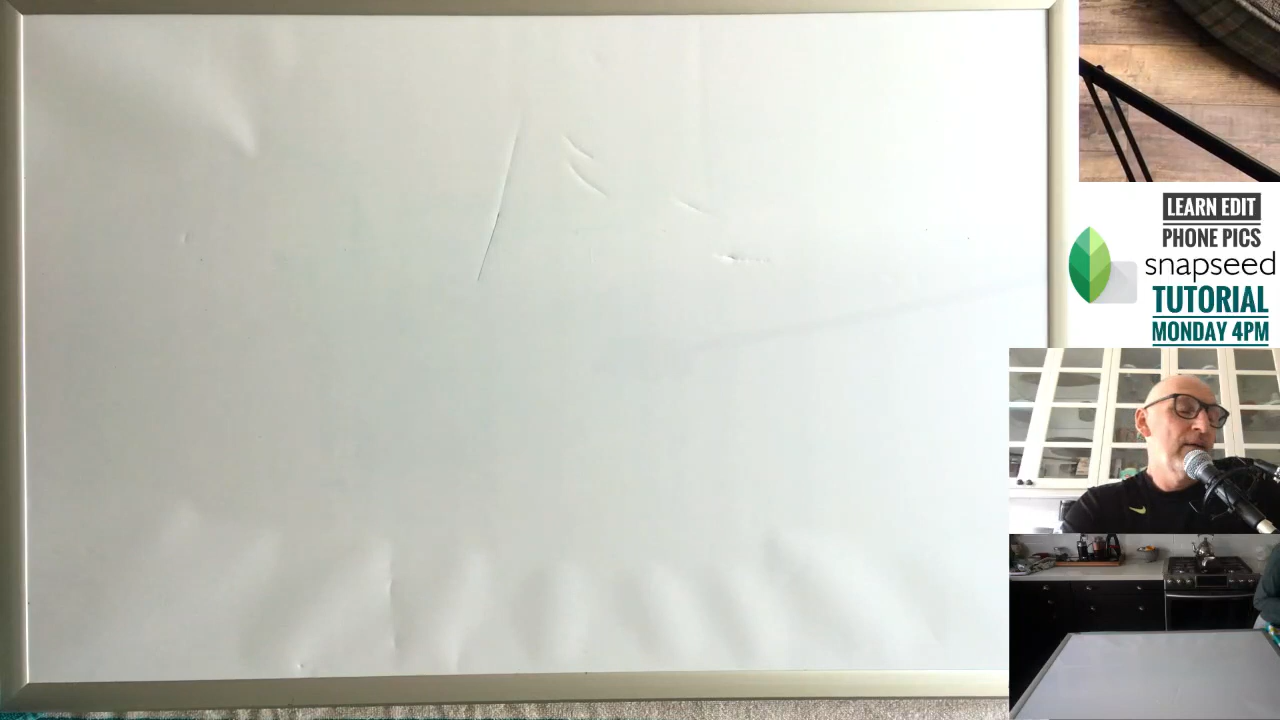 LEARN EDIT
PHONE PICS
snapseed
TUTORIAL
MONDAY 4PM